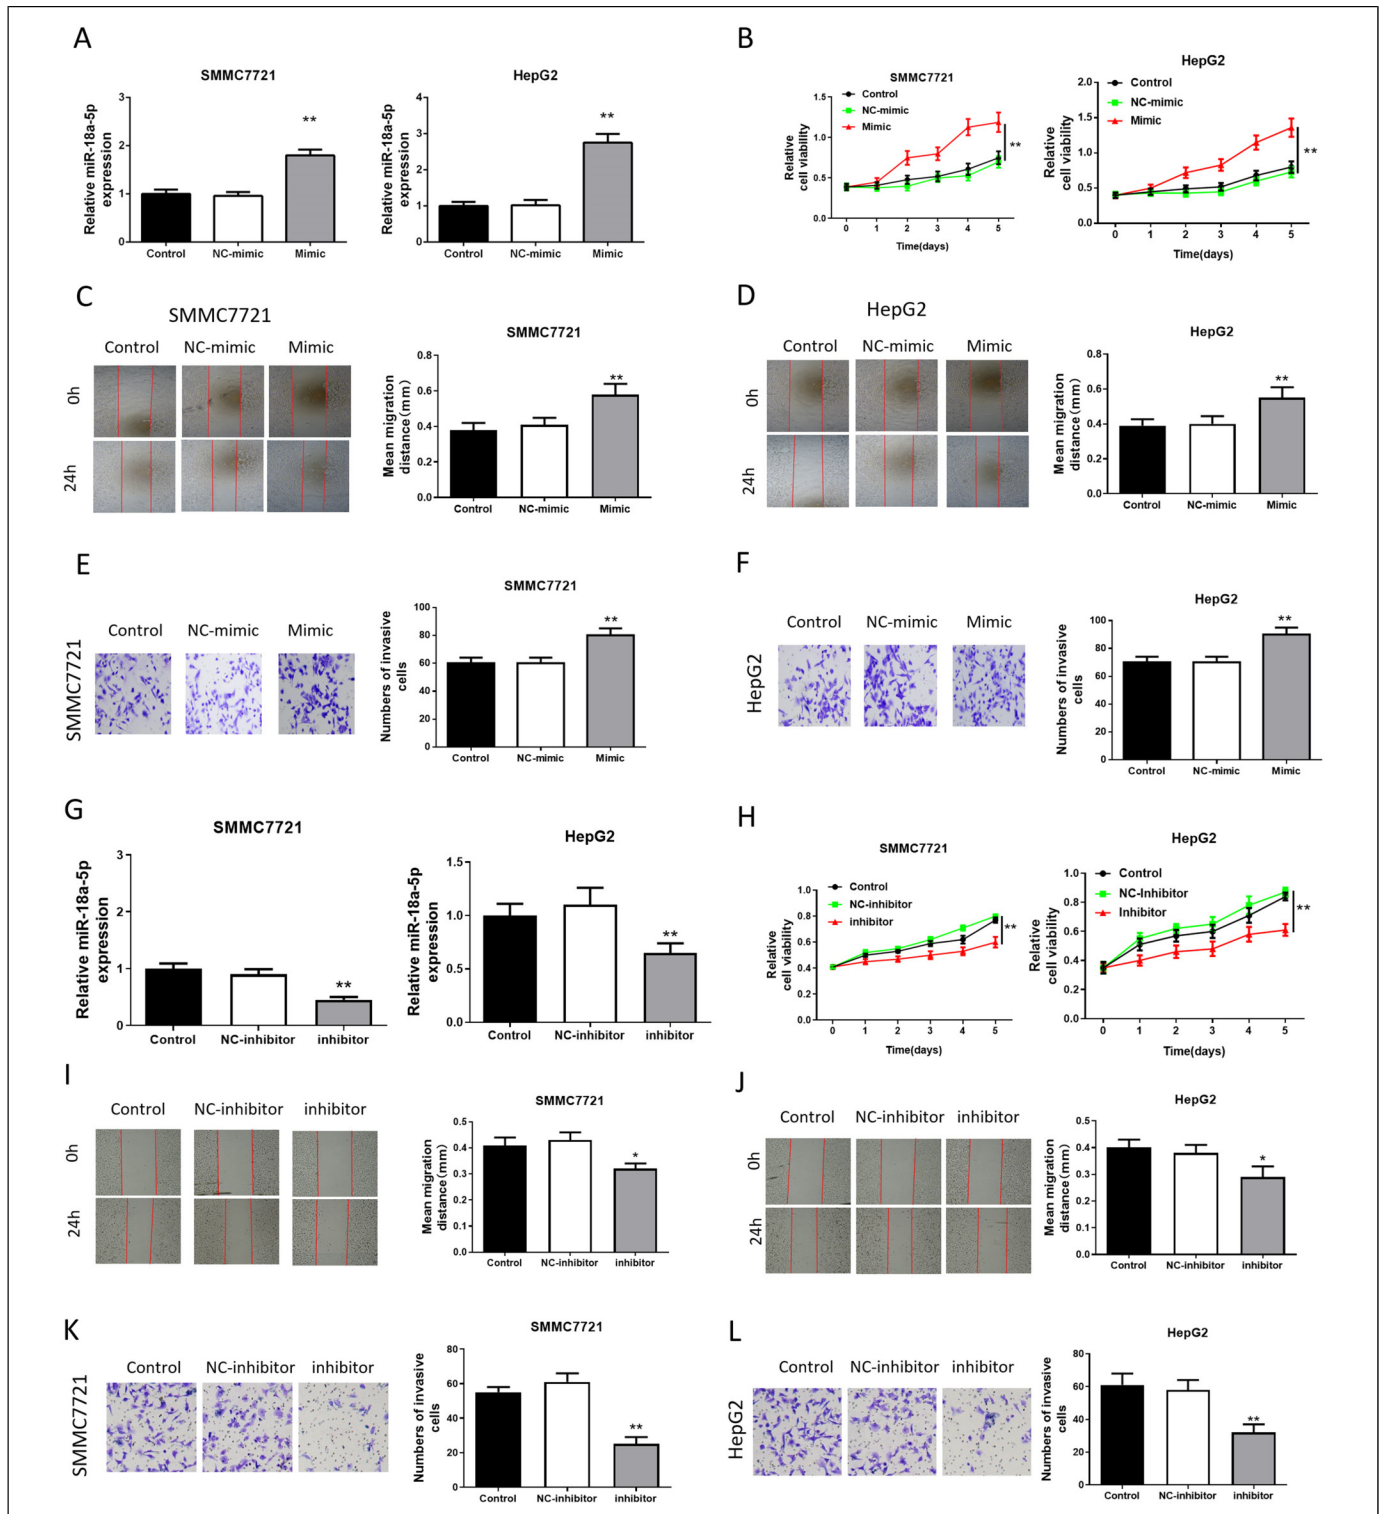 A
SMMC7721
Relative miR-18a-5p
expression
3
2
1
0
**
Control
NC-mimic
Mimic
HepG2
Relative miR-18a-5p
expression
4
3
2
1
0
**
Control
NC-mimic
Mimic
B
SMMC7721
Control
NC-mimic
Mimic
Relative
cell viability
1.5
1.0
0.5
0.0
**
0 1 2 3 4 5
Time(days)
HepG2
Control
NC-mimic
Mimic
Relative
cell viability
2.0
1.5
1.0
0.5
0.0
**
0 1 2 3 4 5
Time(days)
C
SMMC7721
Control NC-mimic Mimic
0h
24h
SMMC7721
Mean migration
distance(mm)
0.8
0.6
0.4
0.2
0.0
**
Control NC-mimic Mimic
D
HepG2
Control NC-mimic Mimic
0h
24h
HepG2
Mean migration
distance(mm)
0.8
0.6
0.4
0.2
0.0
**
Control NC-mimic Mimic
E
SMMC7721
Control NC-mimic Mimic
SMMC7721
Numbers of invasive
cells
100
80
60
40
20
0
**
Control NC-mimic Mimic
F
HepG2
Control NC-mimic Mimic
HepG2
Numbers of invasive
cells
100
80
60
40
20
0
**
Control NC-mimic Mimic
G
SMMC7721
Relative miR-18a-5p
expression
3
2
1
0
**
Control NC-inhibitor inhibitor
HepG2
Relative miR-18a-5p
expression
1.5
1.0
0.5
0.0
**
Control NC-inhibitor inhibitor
H
SMMC7721
Control
NC-inhibitor
inhibitor
Relative
cell viability
1.0
0.8
0.6
0.4
0.2
0.0
**
0 1 2 3 4 5
Time(days)
HepG2
Control
NC-Inhibitor
Inhibitor
Relative
cell viability
1.0
0.8
0.6
0.4
0.2
0.0
**
0 1 2 3 4 5
Time(days)
I
Control NC-inhibitor inhibitor
0h
24h
SMMC7721
Mean migration
distance(mm)
0.5
0.4
0.3
0.2
0.1
0.0
*
Control NC-inhibitor inhibitor
J
Control NC-inhibitor inhibitor
0h
24h
HepG2
Mean migration
distance(mm)
0.5
0.4
0.3
0.2
0.1
0.0
*
Control NC-inhibitor inhibitor
K
SMMC7721
Control NC-inhibitor inhibitor
SMMC7721
Numbers of invasive
cells
80
60
40
20
0
**
Control NC-inhibitor inhibitor
L
HepG2
Control NC-inhibitor inhibitor
HepG2
Numbers of invasive
cells
80
60
40
20
0
**
Control NC-inhibitor inhibitor